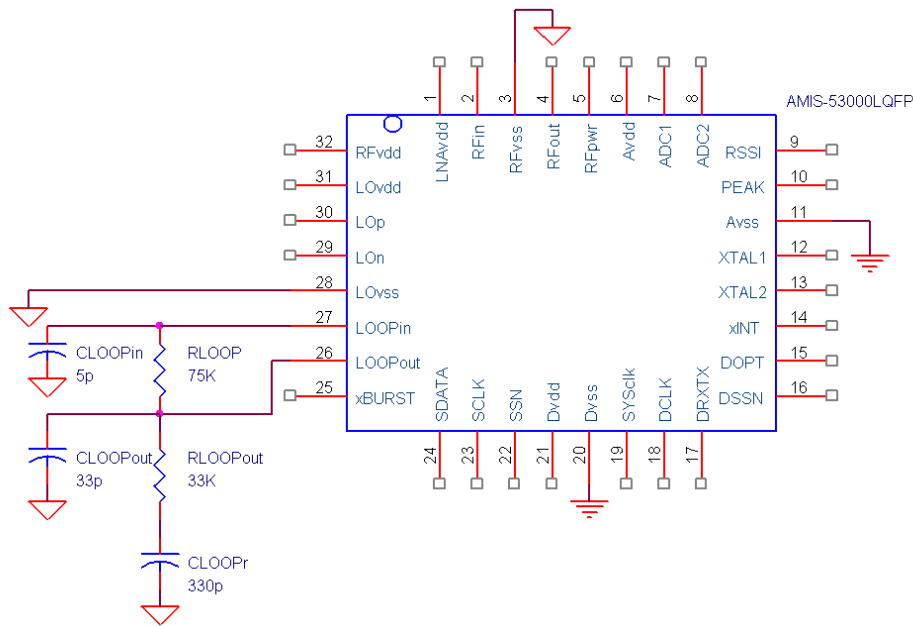 1
2
3
4
5
6
7
8
AMIS-53000LQFP
LNAvdd
RFin
RFvss
RFout
RFpwr
Avdd
ADC1
ADC2
32
RFvdd
RSSI
9
31
LOvdd
PEAK
10
30
LOp
Avss
11
29
LOn
XTAL1
12
28
LOvss
XTAL2
13
27
LOOPin
xINT
14
CLOOPin
5p
RLOOP
75K
26
LOOPout
DOPT
15
25
xBURST
DSSN
16
SDATA
SCLK
SSN
Dvdd
Dvss
SYSclk
DCLK
DRXTX
24
23
22
21
20
19
18
17
CLOOPout
33p
RLOOPout
33K
CLOOPr
330p